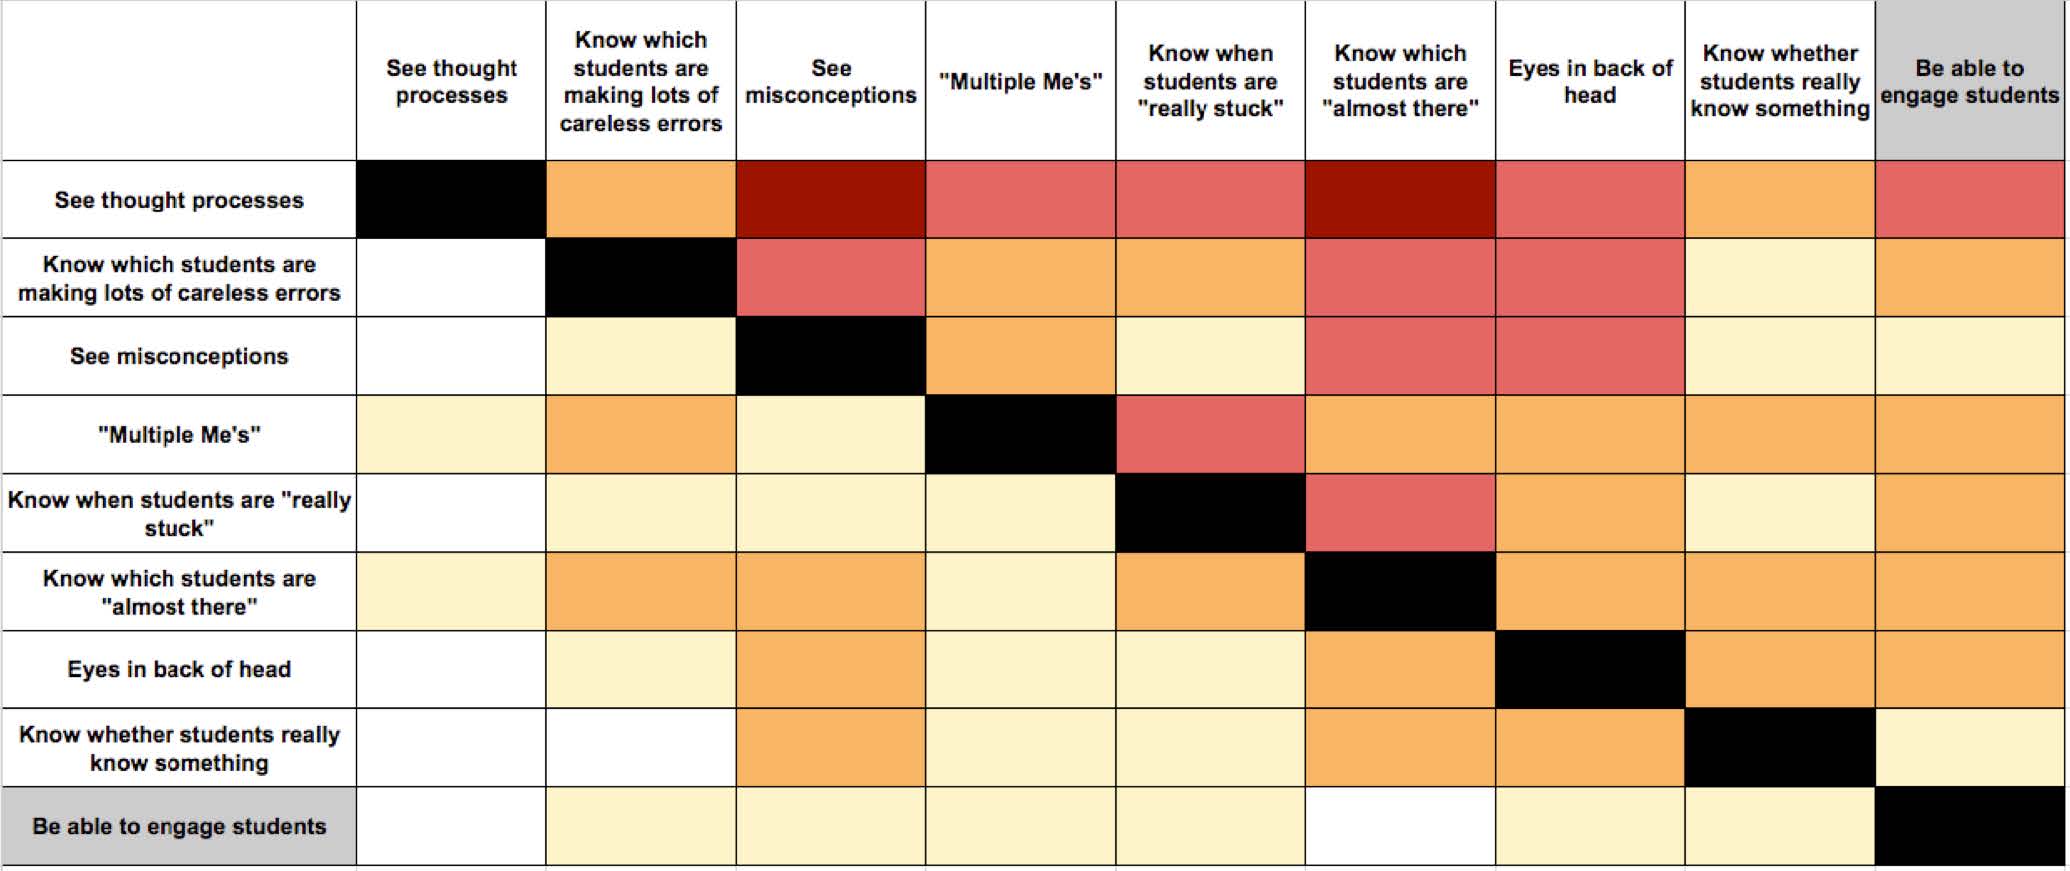 See thought
processes
Know which
students are
making lots of
careless errors
See
misconceptions
"Multiple Me's"
Know when
students are
"really stuck"
Know which
students are
"almost there"
Eyes in back of
head
Know whether
students really
know something
Be able to
engage students
See thought processes
Know which students are
making lots of careless errors
See misconceptions
"Multiple Me's"
Know when students are "really
stuck"
Know which students are
"almost there"
Eyes in back of head
Know whether students really
know something
Be able to engage students